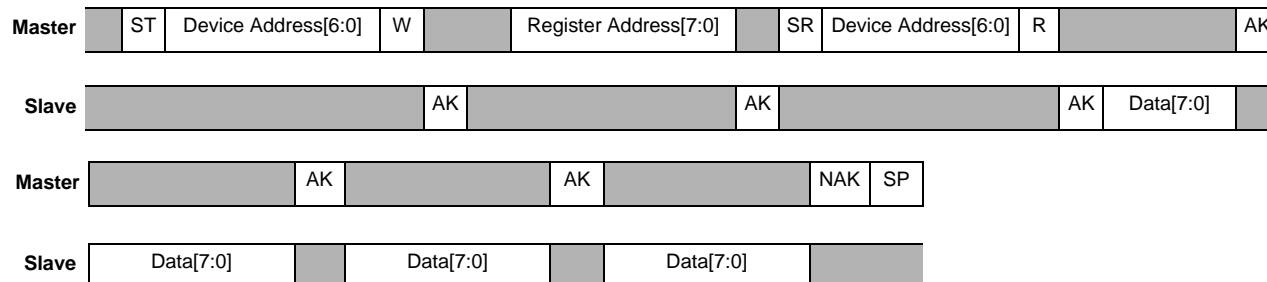 Master ST Device Address[6:0] W Register Address[7:0] SR Device Address[6:0] R AK
Slave AK AK AK Data[7:0]
Master AK AK NAK SP
Slave Data[7:0] Data[7:0] Data[7:0]